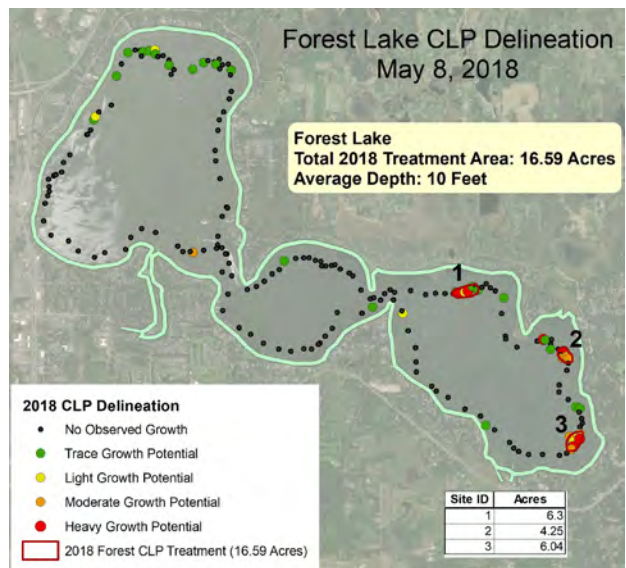 Forest Lake CLP Delineation
May 8, 2018
Forest Lake
Total 2018 Treatment Area: 16.59 Acres
Average Depth: 10 Feet
1
2
3
2018 CLP Delineation
No Observed Growth
Trace Growth Potential
Light Growth Potential
Moderate Growth Potential
Heavy Growth Potential
2018 Forest CLP Treatment (16.59 Acres)
Site ID Acres
1 6.3
2 4.25
3 6.04